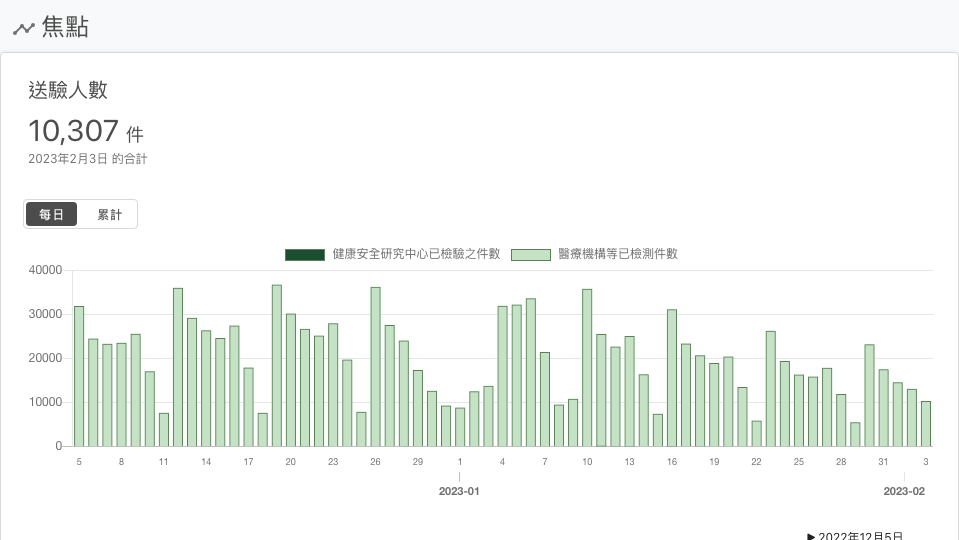 焦點
送驗人數
10,307 件
2023年2月3日 的合計
每日 累計
健康安全研究中心已檢驗之件數 醫療機構等已檢測件數
40000
30000
20000
10000
0
5 8 11 14 17 20 23 26 29 1 4 7 10 13 16 19 22 25 28 31 3
2023-01 2023-02
▶ 2022年12月5日